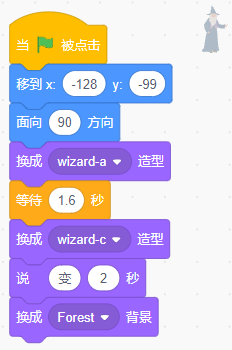 当 被点击
移到 x: -128 y: -99
面向 90 方向
换成 wizard-a 造型
等待 1.6 秒
换成 wizard-c 造型
说 变 2 秒
换成 Forest 背景